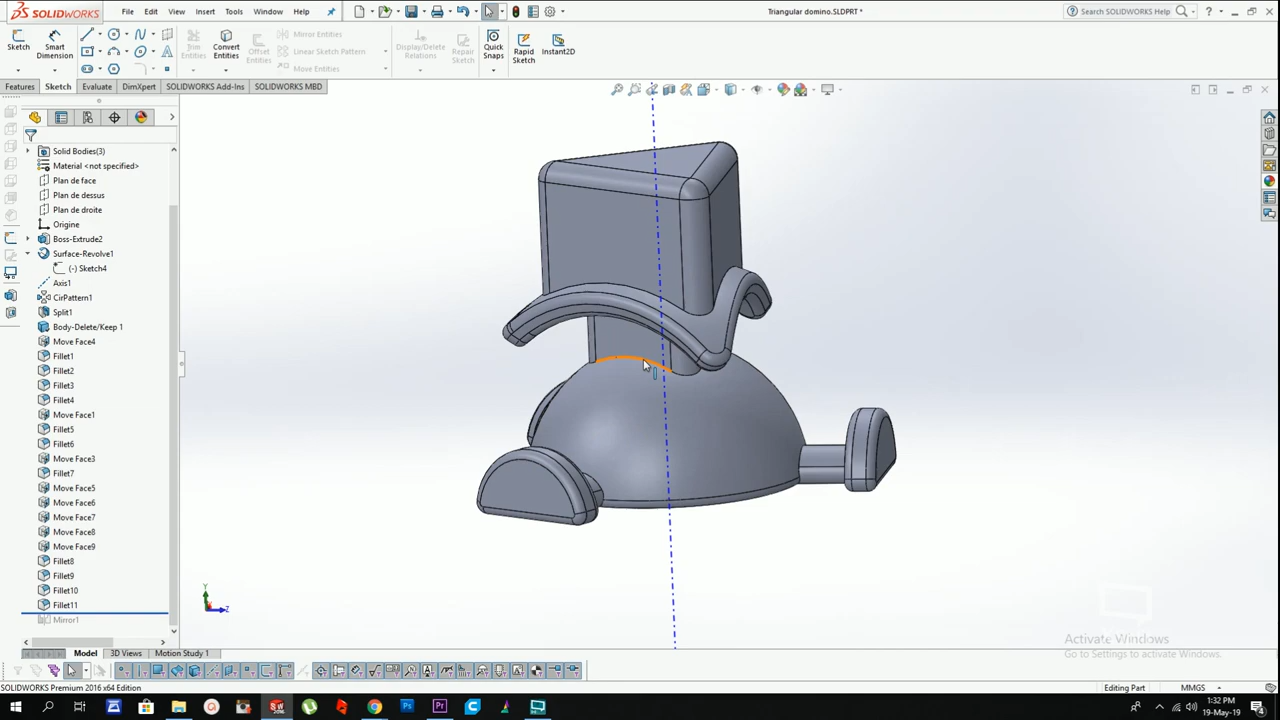 SOLIDWORKS File Edit View Insert Tools Window Help Triangular domino.SLDPRT * Search SOLIDWORKS Help
Sketch Smart Dimension Trim Entities Convert Entities Offset Entities Mirror Entities Linear Sketch Pattern Move Entities Display/Delete Relations Repair Sketch Quick Snaps Rapid Sketch Instant2D
Features Sketch Evaluate DimXpert SOLIDWORKS Add-Ins SOLIDWORKS MBD
Solid Bodies(3)
Material <not specified>
Plan de face
Plan de dessus
Plan de droite
Origine
Boss-Extrude2
Surface-Revolve1
(-) Sketch4
Axis1
CirPattern1
Split1
Body-Delete/Keep 1
Move Face4
Fillet1
Fillet2
Fillet3
Fillet4
Move Face1
Fillet5
Fillet6
Move Face3
Fillet7
Move Face5
Move Face6
Move Face7
Move Face8
Move Face9
Fillet8
Fillet9
Fillet10
Fillet11
Mirror1
Y
Z
Activate Windows
Go to Settings to activate Windows.
Model 3D Views Motion Study 1
SOLIDWORKS Premium 2016 x64 Edition Editing Part MMGS
1:32 PM
19-May-19